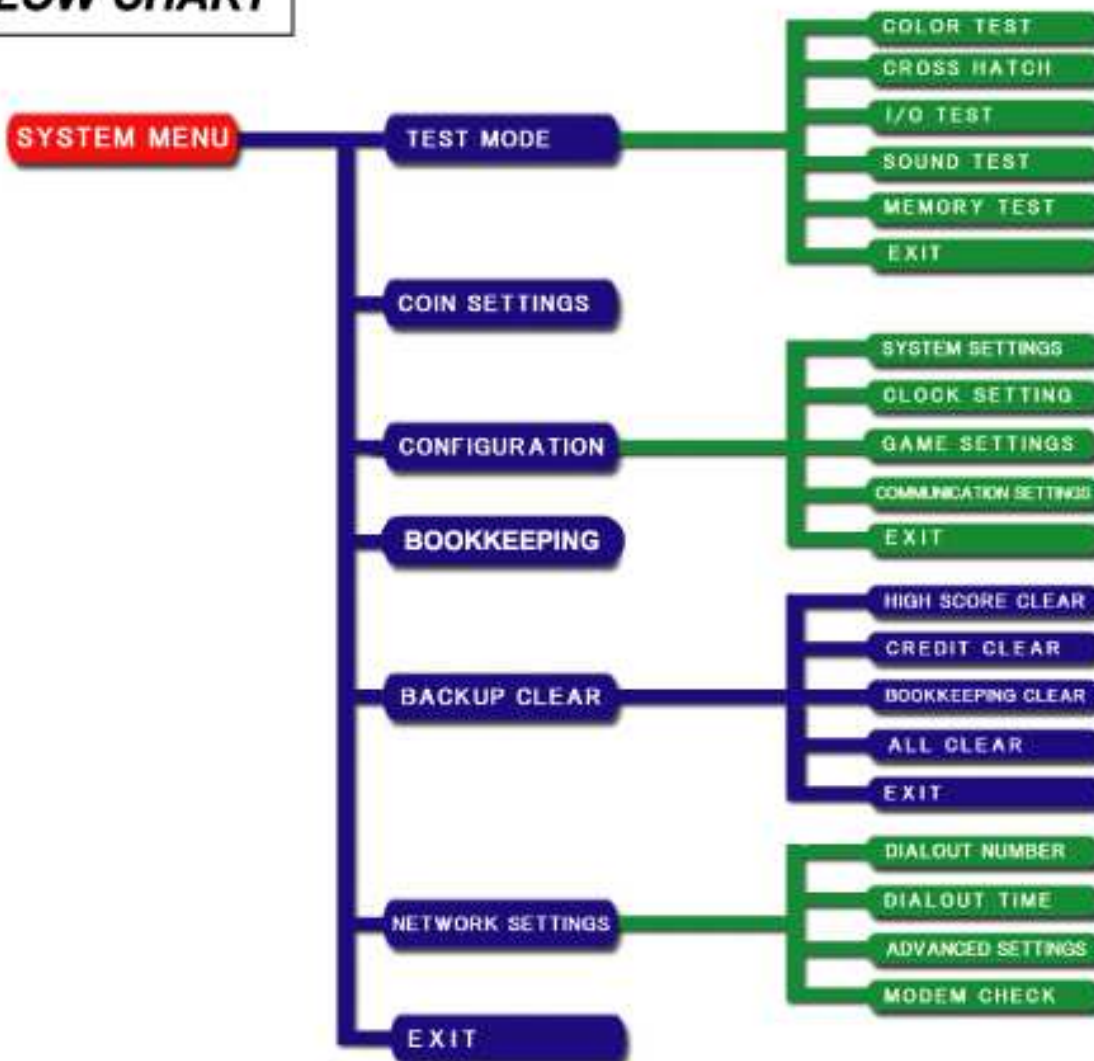 LOW CHART
SYSTEM MENU
TEST MODE
COLOR TEST
CROSS HATCH
I/O TEST
SOUND TEST
MEMORY TEST
EXIT
COIN SETTINGS
CONFIGURATION
SYSTEM SETTINGS
CLOCK SETTING
GAME SETTINGS
COMMUNICATION SETTINGS
EXIT
BOOKKEEPING
BACKUP CLEAR
HIGH SCORE CLEAR
CREDIT CLEAR
BOOKKEEPING CLEAR
ALL CLEAR
EXIT
NETWORK SETTINGS
DIALOUT NUMBER
DIALOUT TIME
ADVANCED SETTINGS
MODEM CHECK
EXIT